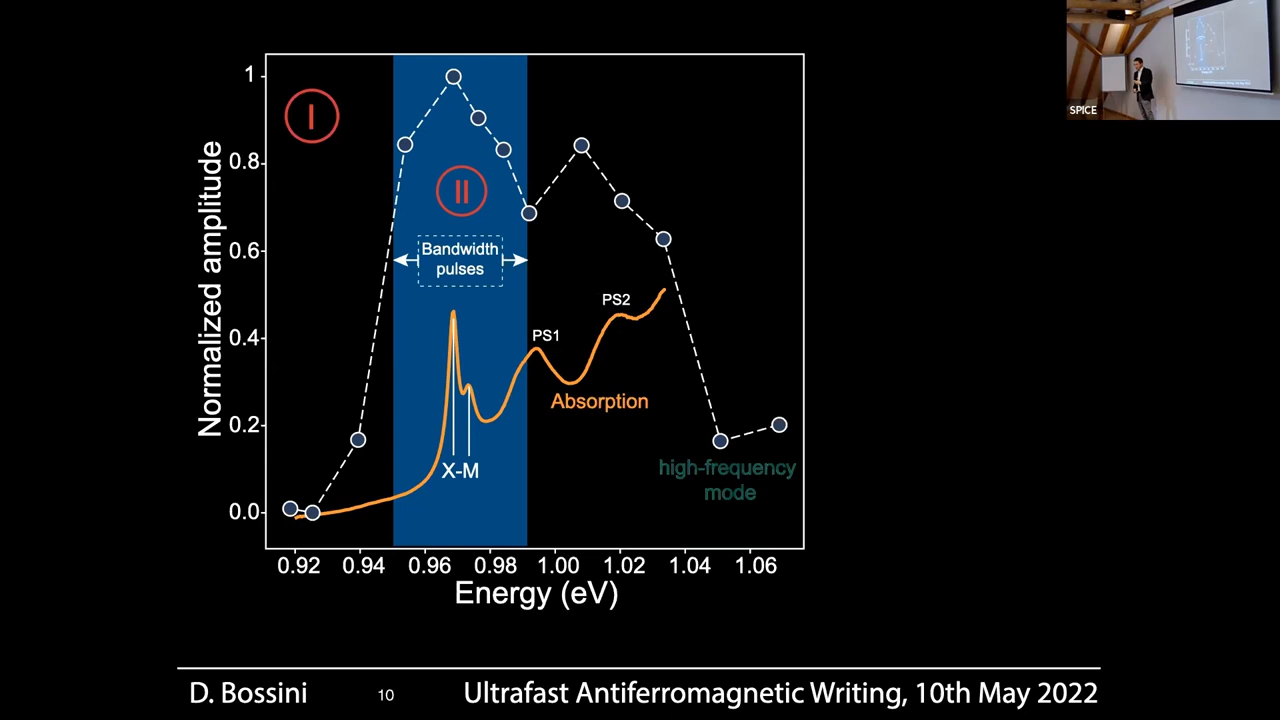 SPICE
Normalized amplitude
1
0.8
0.6
0.4
0.2
0.0
I
II
Bandwidth
pulses
PS2
PS1
Absorption
X-M
high-frequency
mode
0.92 0.94 0.96 0.98 1.00 1.02 1.04 1.06
Energy (eV)
D. Bossini 10 Ultrafast Antiferromagnetic Writing, 10th May 2022